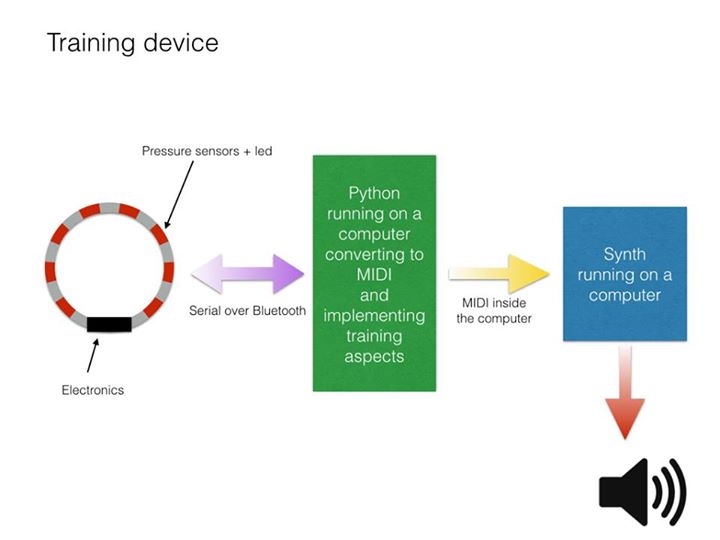 Training device
Pressure sensors + led
Electronics
Serial over Bluetooth
Python
running on a
computer
converting to
MIDI
and
implementing
training
aspects
MIDI inside
the computer
Synth
running on a
computer